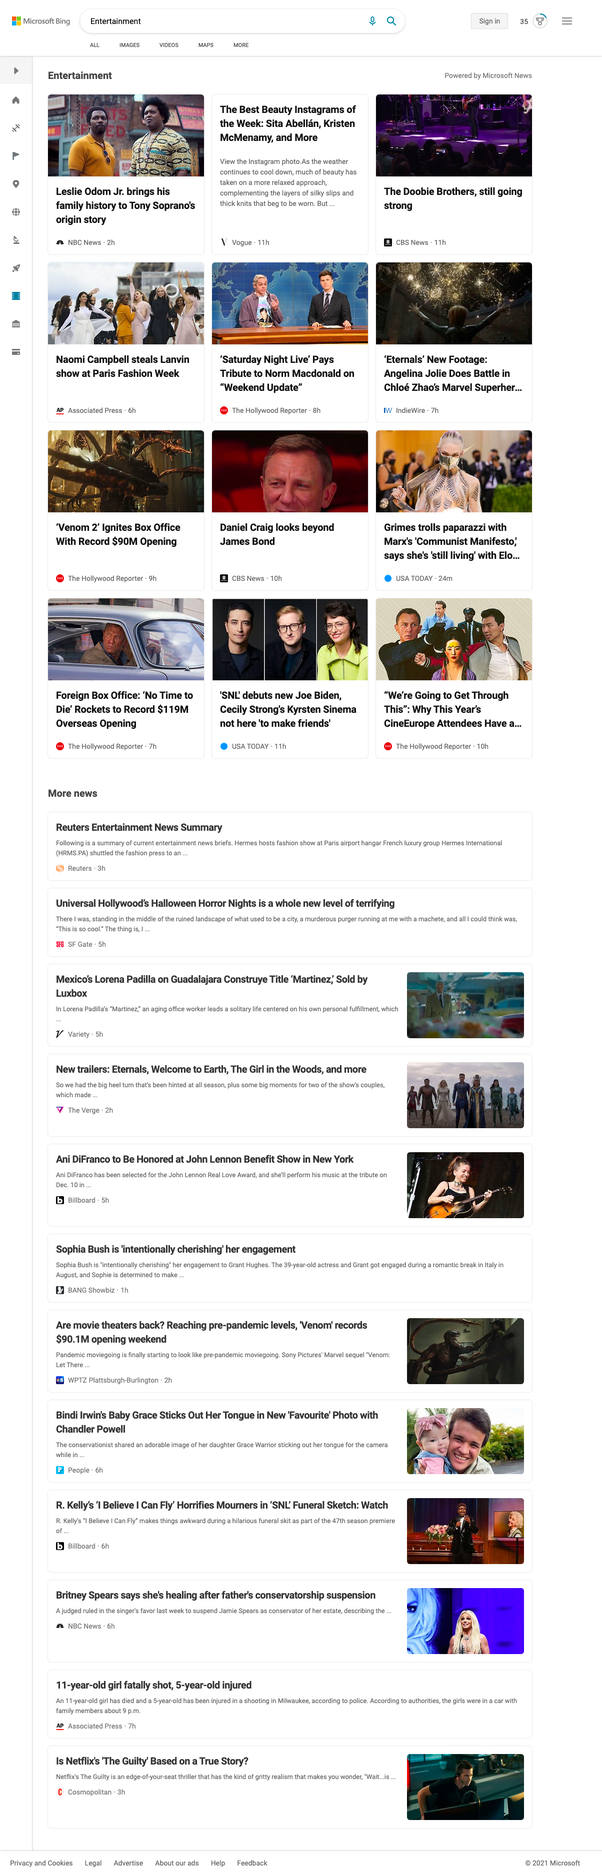 Microsoft Bing
Entertainment
Sign in
35
ALL
IMAGES
VIDEOS
MAPS
MORE
Entertainment
Powered by Microsoft News
Leslie Odom Jr. brings his
family history to Tony Soprano's
origin story
NBC News · 2h
The Best Beauty Instagrams of
the Week: Sita Abellán, Kristen
McMenamy, and More
View the Instagram photo.As the weather
continues to cool down, much of beauty has
taken on a more relaxed approach,
complementing the layers of silky slips and
thick knits that beg to be worn. But ...
Vogue · 11h
The Doobie Brothers, still going
strong
CBS News · 11h
Naomi Campbell steals Lanvin
show at Paris Fashion Week
AP
Associated Press · 6h
'Saturday Night Live' Pays
Tribute to Norm Macdonald on
"Weekend Update"
The Hollywood Reporter · 8h
'Eternals' New Footage:
Angelina Jolie Does Battle in
Chloé Zhao's Marvel Superher...
IW
IndieWire · 7h
'Venom 2' Ignites Box Office
With Record $90M Opening
The Hollywood Reporter · 9h
Daniel Craig looks beyond
James Bond
CBS News · 10h
Grimes trolls paparazzi with
Marx's 'Communist Manifesto,'
says she's 'still living' with Elo...
USA TODAY · 24m
Foreign Box Office: 'No Time to
Die' Rockets to Record $119M
Overseas Opening
The Hollywood Reporter · 7h
'SNL' debuts new Joe Biden,
Cecily Strong's Kyrsten Sinema
not here 'to make friends'
USA TODAY · 11h
"We're Going to Get Through
This": Why This Year's
CineEurope Attendees Have a...
The Hollywood Reporter · 10h
More news
Reuters Entertainment News Summary
Following is a summary of current entertainment news briefs. Hermes hosts fashion show at Paris airport hangar French luxury group Hermes International
(HRMS.PA) shuttled the fashion press to an ...
Reuters · 3h
Universal Hollywood's Halloween Horror Nights is a whole new level of terrifying
There I was, standing in the middle of the ruined landscape of what used to be a city, a murderous purger running at me with a machete, and all I could think was,
"This is so cool." The thing is, I ...
SF Gate · 5h
Mexico's Lorena Padilla on Guadalajara Construye Title 'Martinez,' Sold by
Luxbox
In Lorena Padilla's "Martinez," an aging office worker leads a solitary life centered on his own personal fulfillment, which
...
Variety · 5h
New trailers: Eternals, Welcome to Earth, The Girl in the Woods, and more
So we had the big heel turn that's been hinted at all season, plus some big moments for two of the show's couples,
which made ...
The Verge · 2h
Ani DiFranco to Be Honored at John Lennon Benefit Show in New York
Ani DiFranco has been selected for the John Lennon Real Love Award, and she'll perform his music at the tribute on
Dec. 10 in ...
Billboard · 5h
Sophia Bush is 'intentionally cherishing' her engagement
Sophia Bush is "intentionally cherishing" her engagement to Grant Hughes. The 39-year-old actress and Grant got engaged during a romantic break in Italy in
August, and Sophie is determined to make ...
BANG Showbiz · 1h
Are movie theaters back? Reaching pre-pandemic levels, 'Venom' records
$90.1M opening weekend
Pandemic moviegoing is finally starting to look like pre-pandemic moviegoing. Sony Pictures' Marvel sequel "Venom:
Let There ...
WPTZ Plattsburgh-Burlington · 2h
Bindi Irwin's Baby Grace Sticks Out Her Tongue in New 'Favourite' Photo with
Chandler Powell
The conservationist shared an adorable image of her daughter Grace Warrior sticking out her tongue for the camera
while in ...
People · 6h
R. Kelly's 'I Believe I Can Fly' Horrifies Mourners in 'SNL' Funeral Sketch: Watch
R. Kelly's "I Believe I Can Fly" makes things awkward during a hilarious funeral skit as part of the 47th season premiere
of ...
Billboard · 6h
Britney Spears says she's healing after father's conservatorship suspension
A judged ruled in the singer's favor last week to suspend Jamie Spears as conservator of her estate, describing the ...
NBC News · 6h
11-year-old girl fatally shot, 5-year-old injured
An 11-year-old girl has died and a 5-year-old has been injured in a shooting in Milwaukee, according to police. According to authorities, the girls were in a car with
family members about 9 p.m.
AP
Associated Press · 7h
Is Netflix's 'The Guilty' Based on a True Story?
Netflix's The Guilty is an edge-of-your-seat thriller that has the kind of gritty realism that makes you wonder, "Wait...is ...
Cosmopolitan · 3h
Privacy and Cookies
Legal
Advertise
About our ads
Help
Feedback
© 2021 Microsoft